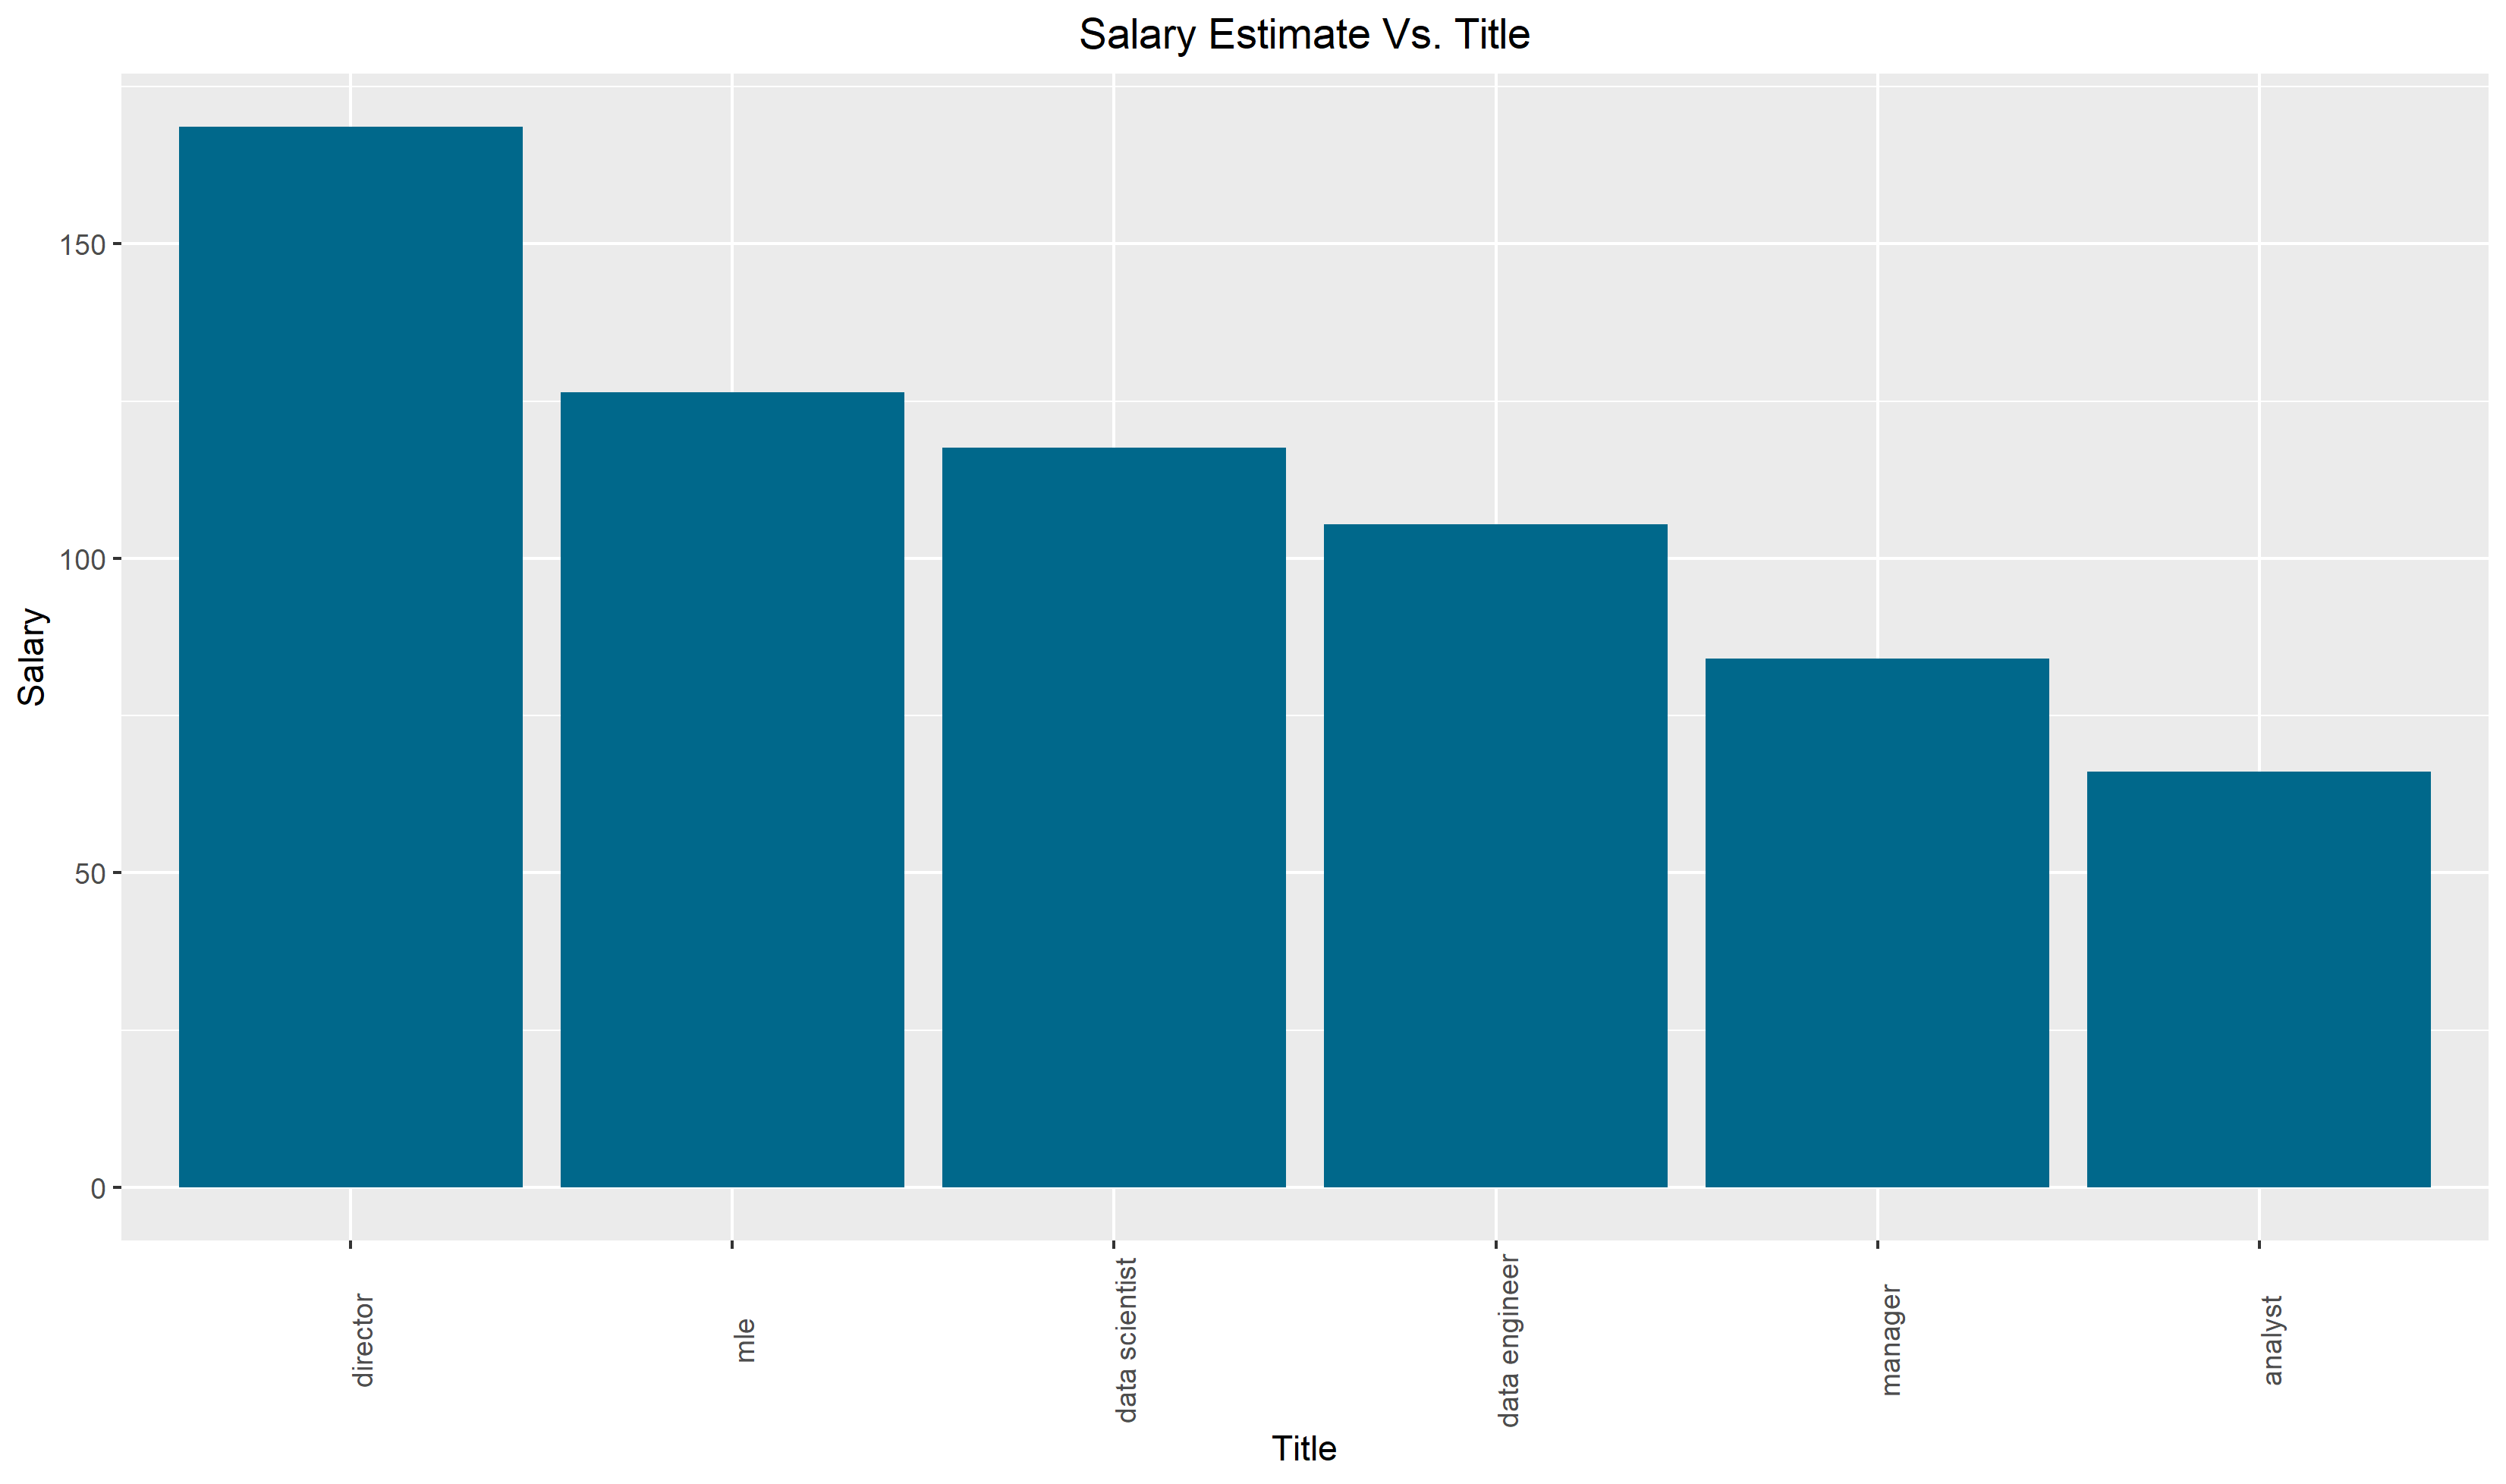 Salary Estimate Vs. Title
Salary
150
100
50
0
director
mle
data scientist
data engineer
manager
analyst
Title